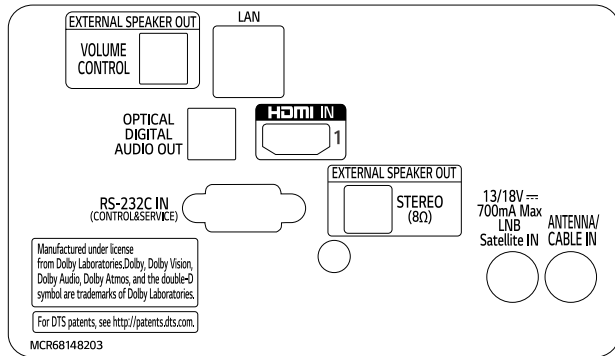 EXTERNAL SPEAKER OUT
VOLUME
CONTROL
LAN
OPTICAL
DIGITAL
AUDIO OUT
HDMI IN
1
EXTERNAL SPEAKER OUT
STEREO
(8Ω)
RS-232C IN
(CONTROL&SERVICE)
13/18V ⎓
700mA Max
LNB
Satellite IN
ANTENNA/
CABLE IN
Manufactured under license
from Dolby Laboratories.Dolby, Dolby Vision,
Dolby Audio, Dolby Atmos, and the double-D
symbol are trademarks of Dolby Laboratories.
For DTS patents, see http://patents.dts.com.
MCR68148203